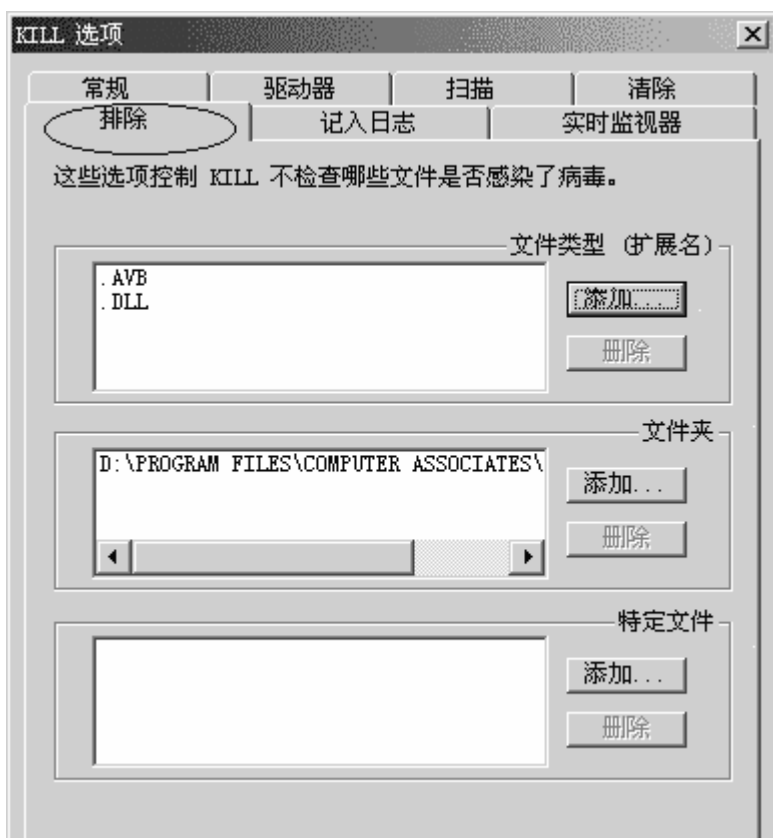 KILL 选项
常规 驱动器 扫描 清除
排除 记入日志 实时监视器
这些选项控制 KILL 不检查哪些文件是否感染了病毒。
文件类型 (扩展名)
.AVB
.DLL
添加...
删除
文件夹
D:\PROGRAM FILES\COMPUTER ASSOCIATES\
添加...
删除
特定文件
添加...
删除